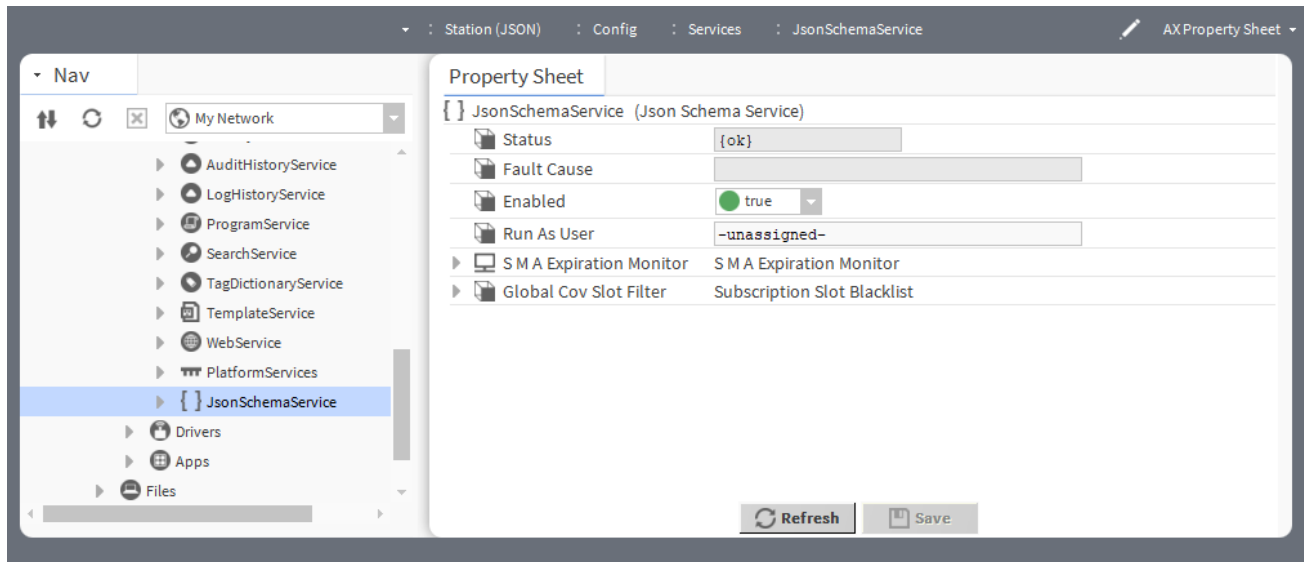 : Station (JSON) : Config : Services : JsonSchemaService AX Property Sheet
Nav
My Network
AuditHistoryService
LogHistoryService
ProgramService
SearchService
TagDictionaryService
TemplateService
WebService
PlatformServices
{ } JsonSchemaService
Drivers
Apps
Files
Property Sheet
{ } JsonSchemaService (Json Schema Service)
Status {ok}
Fault Cause
Enabled true
Run As User -unassigned-
S M A Expiration Monitor S M A Expiration Monitor
Global Cov Slot Filter Subscription Slot Blacklist
Refresh Save